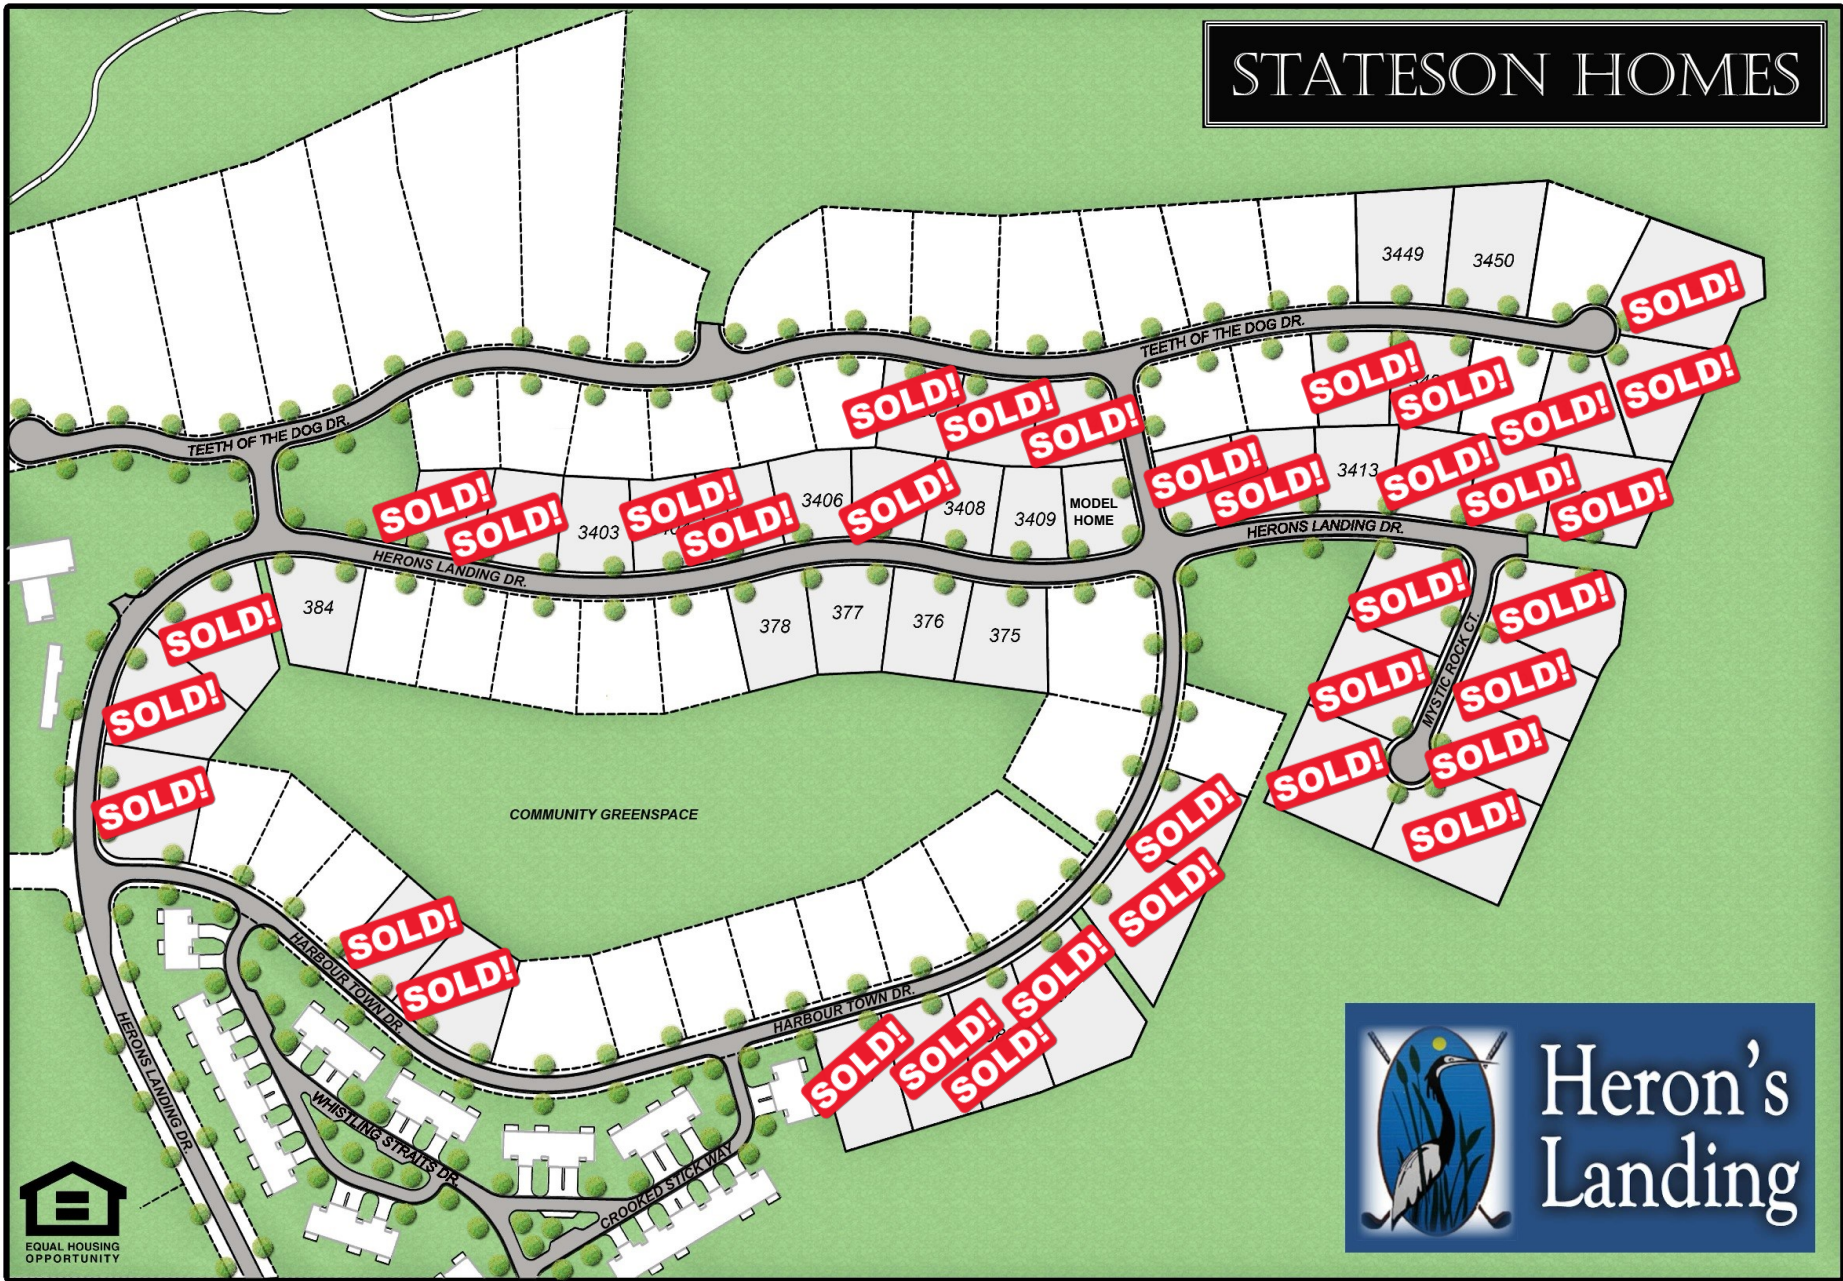 STATESON HOMES
3449
3450
SOLD!
TEETH OF THE DOG DR.
SOLD!
SOLD!
SOLD!
SOLD!
SOLD!
SOLD!
SOLD!
SOLD!
TEETH OF THE DOG DR.
SOLD!
SOLD!
3403
SOLD!
SOLD!
3406
SOLD!
3408
3409
MODEL
HOME
SOLD!
SOLD!
3413
SOLD!
SOLD!
SOLD!
HERONS LANDING DR.
HERONS LANDING DR.
384
378
377
376
375
SOLD!
SOLD!
SOLD!
SOLD!
SOLD!
MYSTIC ROCK CT.
SOLD!
SOLD!
SOLD!
SOLD!
SOLD!
SOLD!
COMMUNITY GREENSPACE
SOLD!
SOLD!
SOLD!
SOLD!
HARBOUR TOWN DR.
HARBOUR TOWN DR.
SOLD!
SOLD!
SOLD!
SOLD!
HERONS LANDING DR.
WHISTLING STRAITS DR.
CROOKED STICK WAY
EQUAL HOUSING
OPPORTUNITY
Heron's
Landing